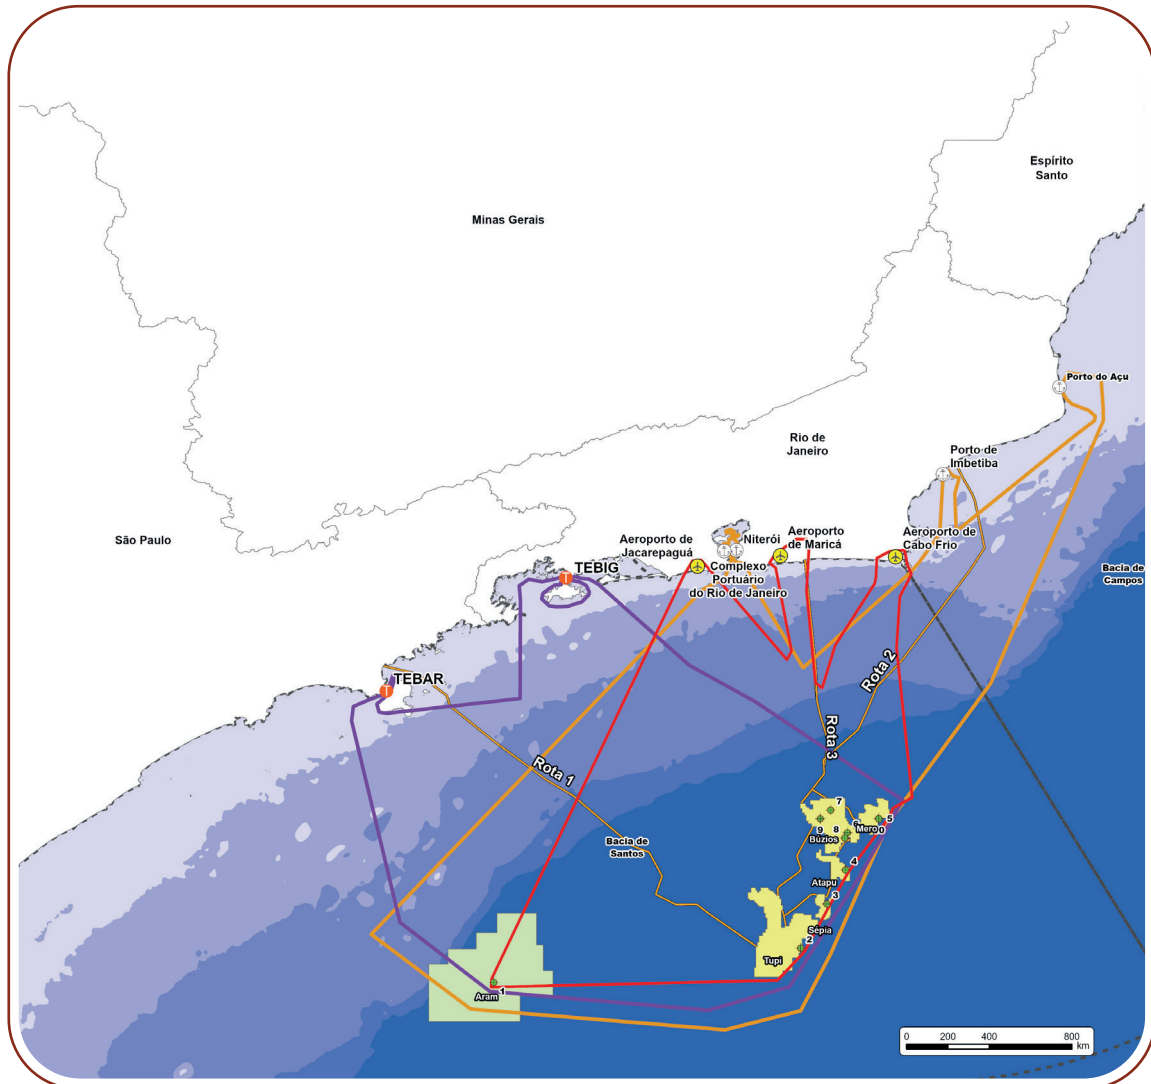 Espírito
Santo
Minas Gerais
Porto do Açu
Rio de
Janeiro
Porto de
Imbetiba
São Paulo
Aeroporto de
Jacarepaguá
Niterói
Aeroporto
de Maricá
Aeroporto de
Cabo Frio
TEBIG
Complexo
Portuário
do Rio de Janeiro
Bacia de
Campos
TEBAR
Rota 2
Rota 1
Rota 3
7
9
8
5
Mero
0
Búzios
Bacia de
Santos
4
Atapu
3
Sépia
2
Tupi
1
Aram
0 200 400 800
km